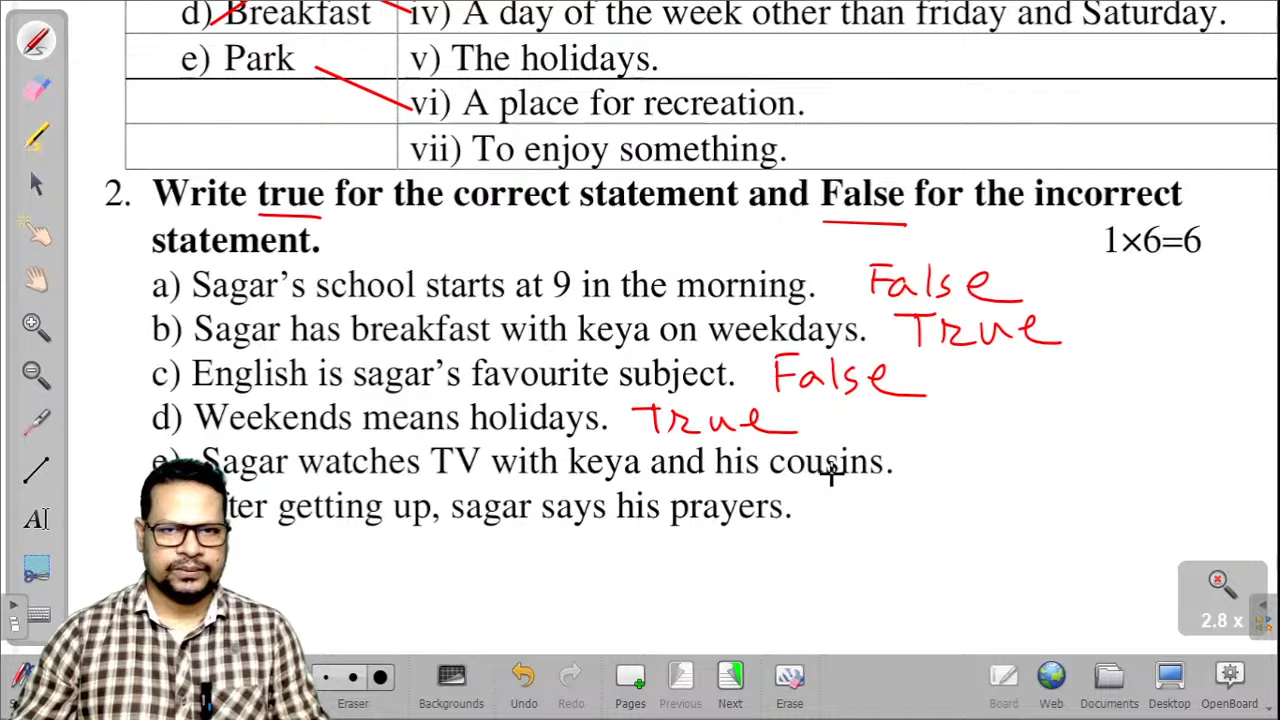 d) Breakfast iv) A day of the week other than friday and Saturday.
e) Park v) The holidays.
vi) A place for recreation.
vii) To enjoy something.
2. Write true for the correct statement and False for the incorrect
statement. 1×6=6
a) Sagar's school starts at 9 in the morning. False
b) Sagar has breakfast with keya on weekdays. True
c) English is sagar's favourite subject. False
d) Weekends means holidays. True
e) Sagar watches TV with keya and his cousins.
ter getting up, sagar says his prayers.
2.8 x
Eraser Backgrounds Undo Redo Pages Previous Next Erase Board Web Documents Desktop OpenBoard